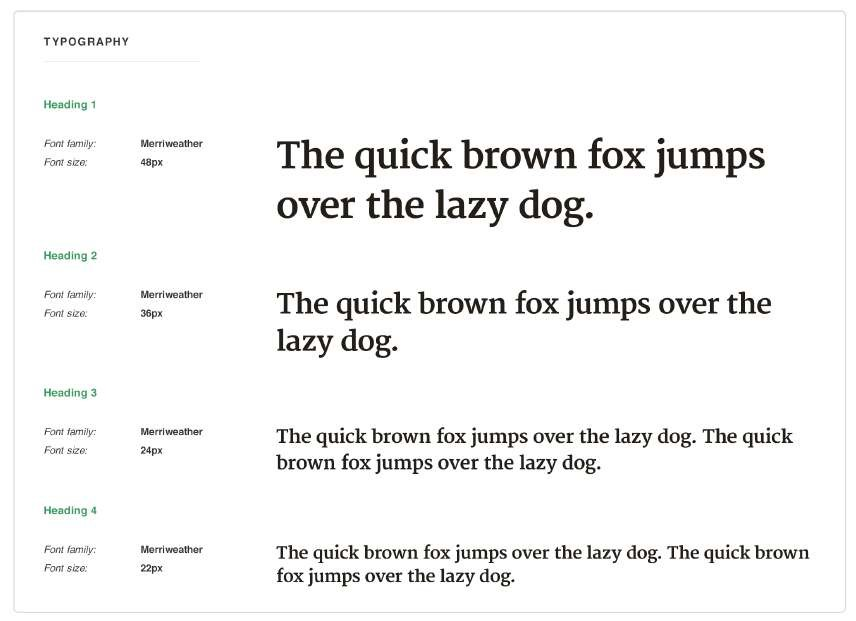 TYPOGRAPHY
Heading 1
Font family: Merriweather
Font size: 48px
The quick brown fox jumps
over the lazy dog.
Heading 2
Font family: Merriweather
Font size: 36px
The quick brown fox jumps over the
lazy dog.
Heading 3
Font family: Merriweather
Font size: 24px
The quick brown fox jumps over the lazy dog. The quick
brown fox jumps over the lazy dog.
Heading 4
Font family: Merriweather
Font size: 22px
The quick brown fox jumps over the lazy dog. The quick brown
fox jumps over the lazy dog.